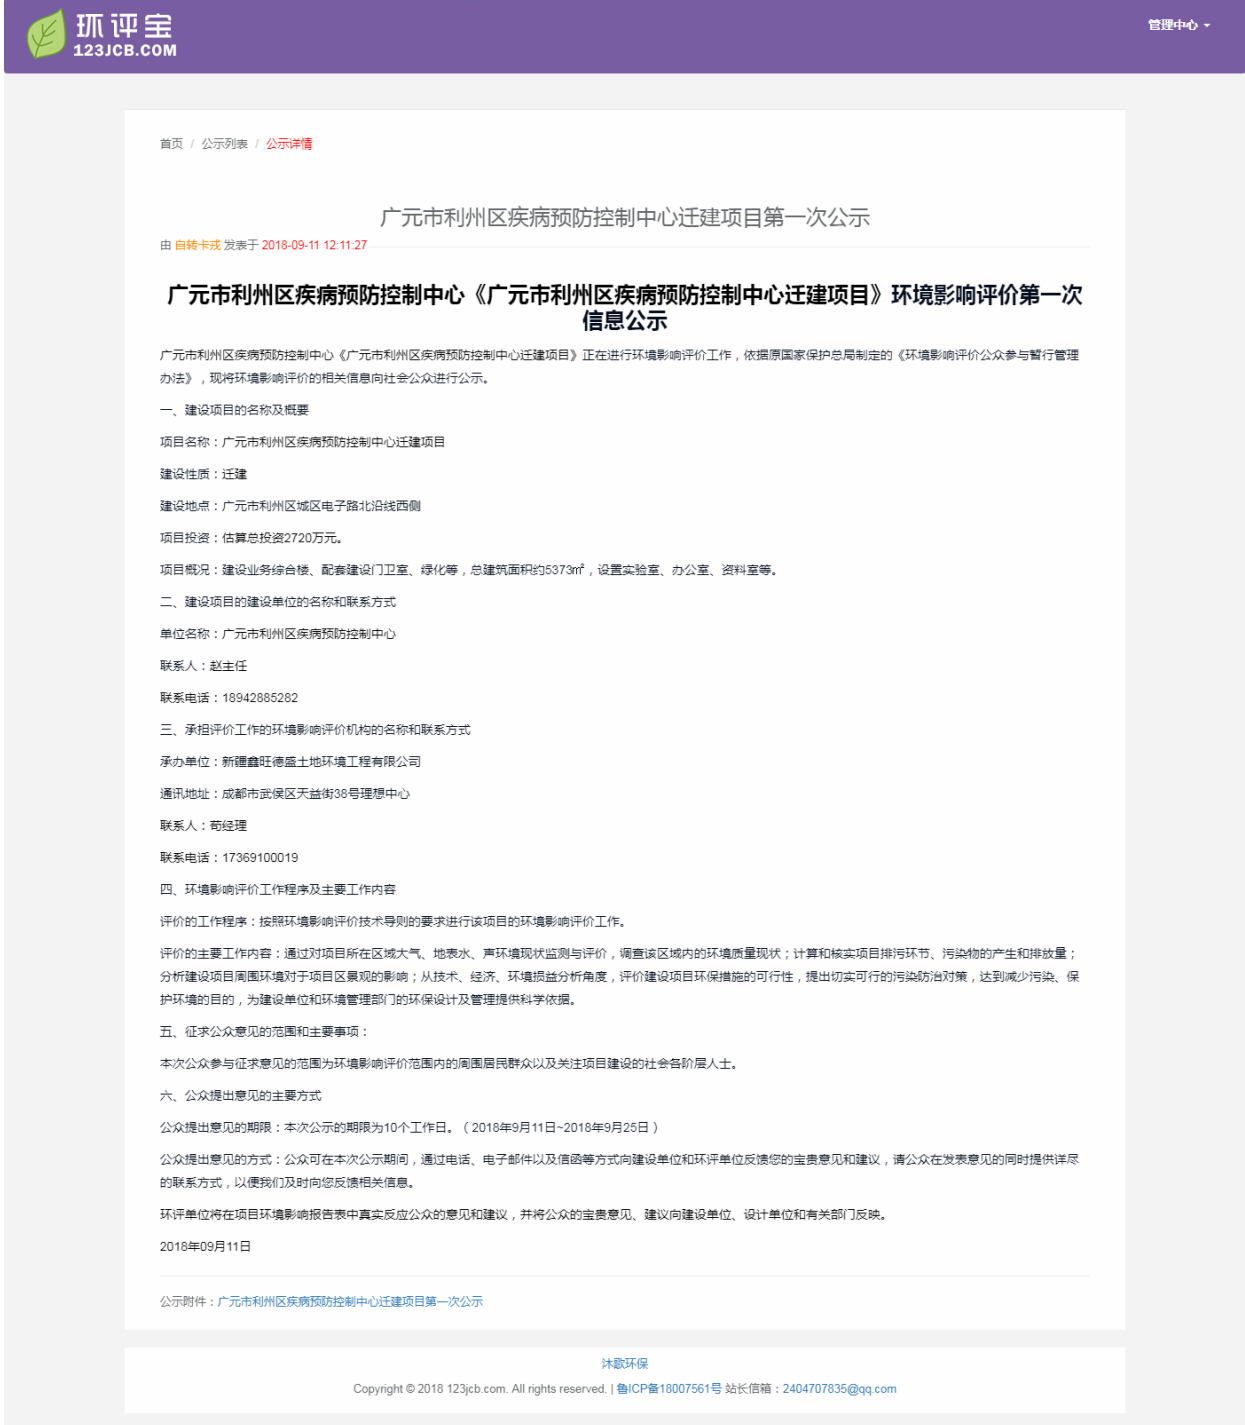 环评宝
123JCB.COM
管理中心
首页 / 公示列表 / 公示详情
广元市利州区疾病预防控制中心迁建项目第一次公示
由 自转卡戎 发表于 2018-09-11 12:11:27
广元市利州区疾病预防控制中心《广元市利州区疾病预防控制中心迁建项目》环境影响评价第一次
信息公示
广元市利州区疾病预防控制中心《广元市利州区疾病预防控制中心迁建项目》正在进行环境影响评价工作，依据原国家保护总局制定的《环境影响评价公众参与暂行管理
办法》，现将环境影响评价的相关信息向社会公众进行公示。
一、建设项目的名称及概要
项目名称：广元市利州区疾病预防控制中心迁建项目
建设性质：迁建
建设地点：广元市利州区城区电子路北沿线西侧
项目投资：估算总投资2720万元。
项目概况：建设业务综合楼、配套建设门卫室、绿化等，总建筑面积约5373㎡，设置实验室、办公室、资料室等。
二、建设项目的建设单位的名称和联系方式
单位名称：广元市利州区疾病预防控制中心
联系人：赵主任
联系电话：18942885282
三、承担评价工作的环境影响评价机构的名称和联系方式
承办单位：新疆鑫旺德盛土地环境工程有限公司
通讯地址：成都市武侯区天益街38号理想中心
联系人：苟经理
联系电话：17369100019
四、环境影响评价工作程序及主要工作内容
评价的工作程序：按照环境影响评价技术导则的要求进行该项目的环境影响评价工作。
评价的主要工作内容：通过对项目所在区域大气、地表水、声环境现状监测与评价，调查该区域内的环境质量现状；计算和核实项目排污环节、污染物的产生和排放量；
分析建设项目周围环境对于项目区景观的影响；从技术、经济、环境损益分析角度，评价建设项目环保措施的可行性，提出切实可行的污染防治对策，达到减少污染、保
护环境的目的，为建设单位和环境管理部门的环保设计及管理提供科学依据。
五、征求公众意见的范围和主要事项：
本次公众参与征求意见的范围为环境影响评价范围内的周围居民群众以及关注项目建设的社会各阶层人士。
六、公众提出意见的主要方式
公众提出意见的期限：本次公示的期限为10个工作日。（2018年9月11日~2018年9月25日）
公众提出意见的方式：公众可在本次公示期间，通过电话、电子邮件以及信函等方式向建设单位和环评单位反馈您的宝贵意见和建议，请公众在发表意见的同时提供详尽
的联系方式，以便我们及时向您反馈相关信息。
环评单位将在项目环境影响报告表中真实反应公众的意见和建议，并将公众的宝贵意见、建议向建设单位、设计单位和有关部门反映。
2018年09月11日
公示附件：广元市利州区疾病预防控制中心迁建项目第一次公示
沐歌环保
Copyright © 2018 123jcb.com. All rights reserved. | 鲁ICP备18007561号 站长信箱：2404707835@qq.com